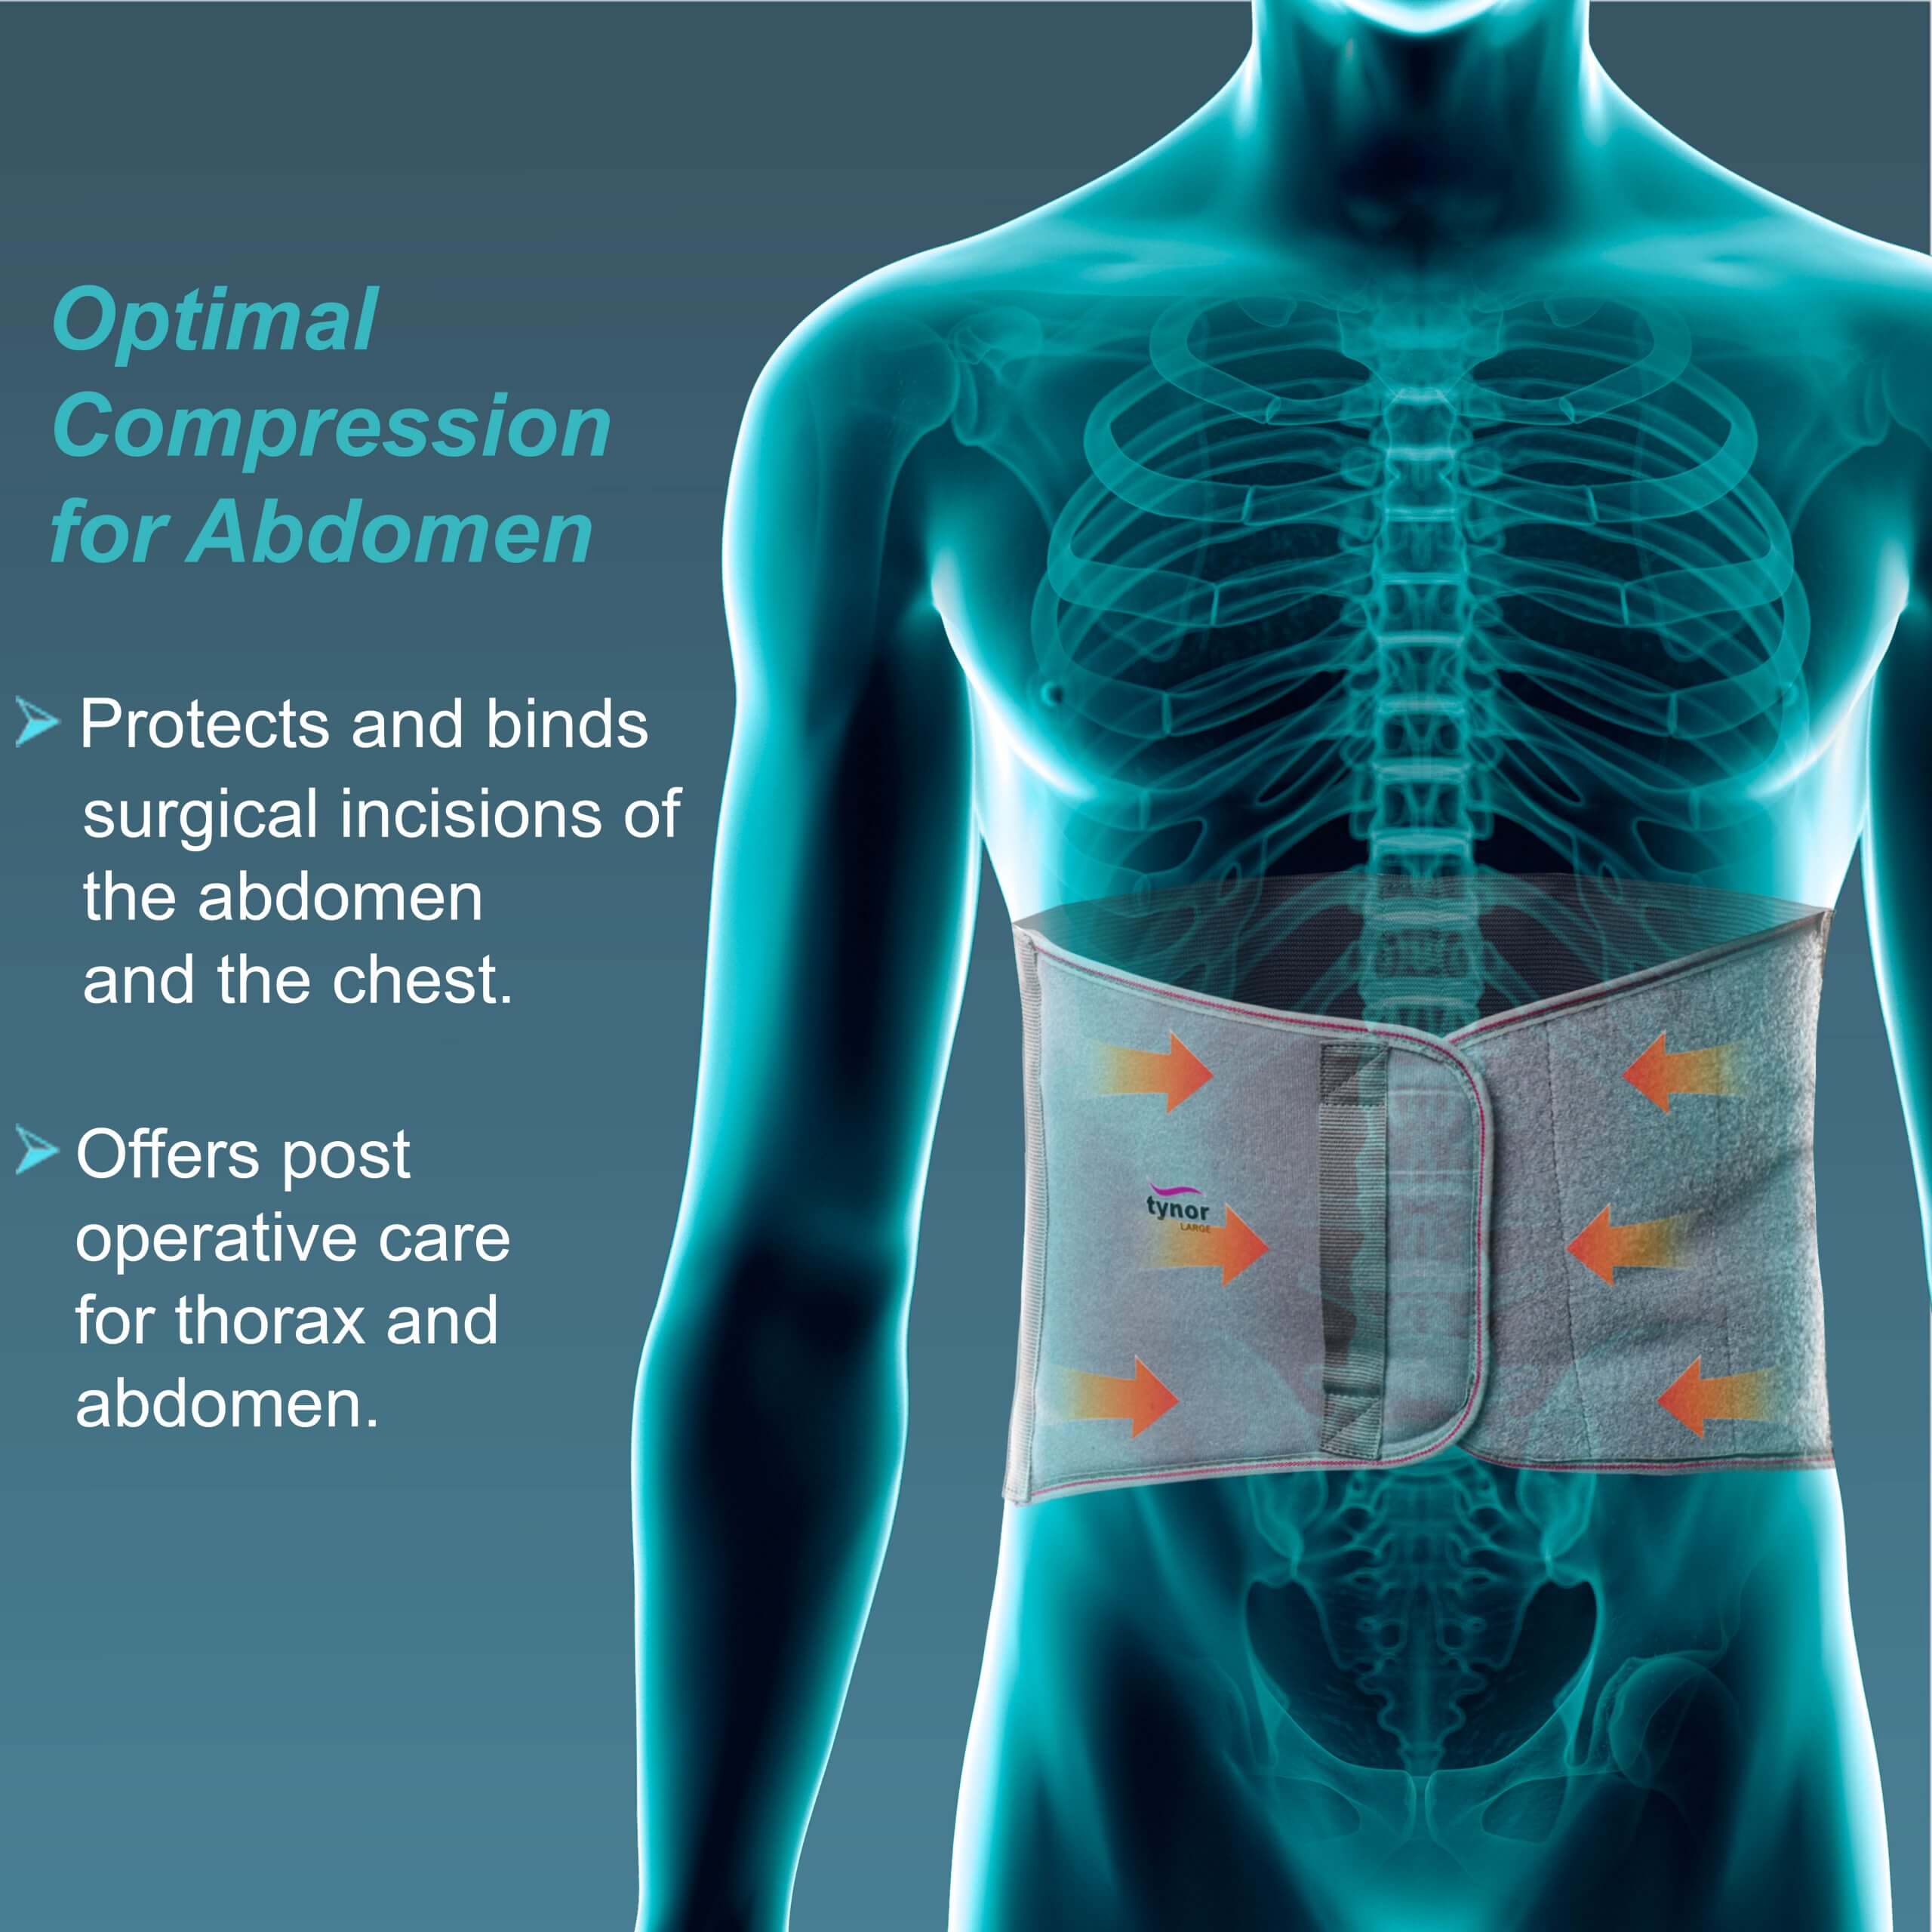 Optimal
Compression
for Abdomen
Protects and binds
surgical incisions of
the abdomen
and the chest.
Offers post
operative care
for thorax and
abdomen.
tynor
LARGE